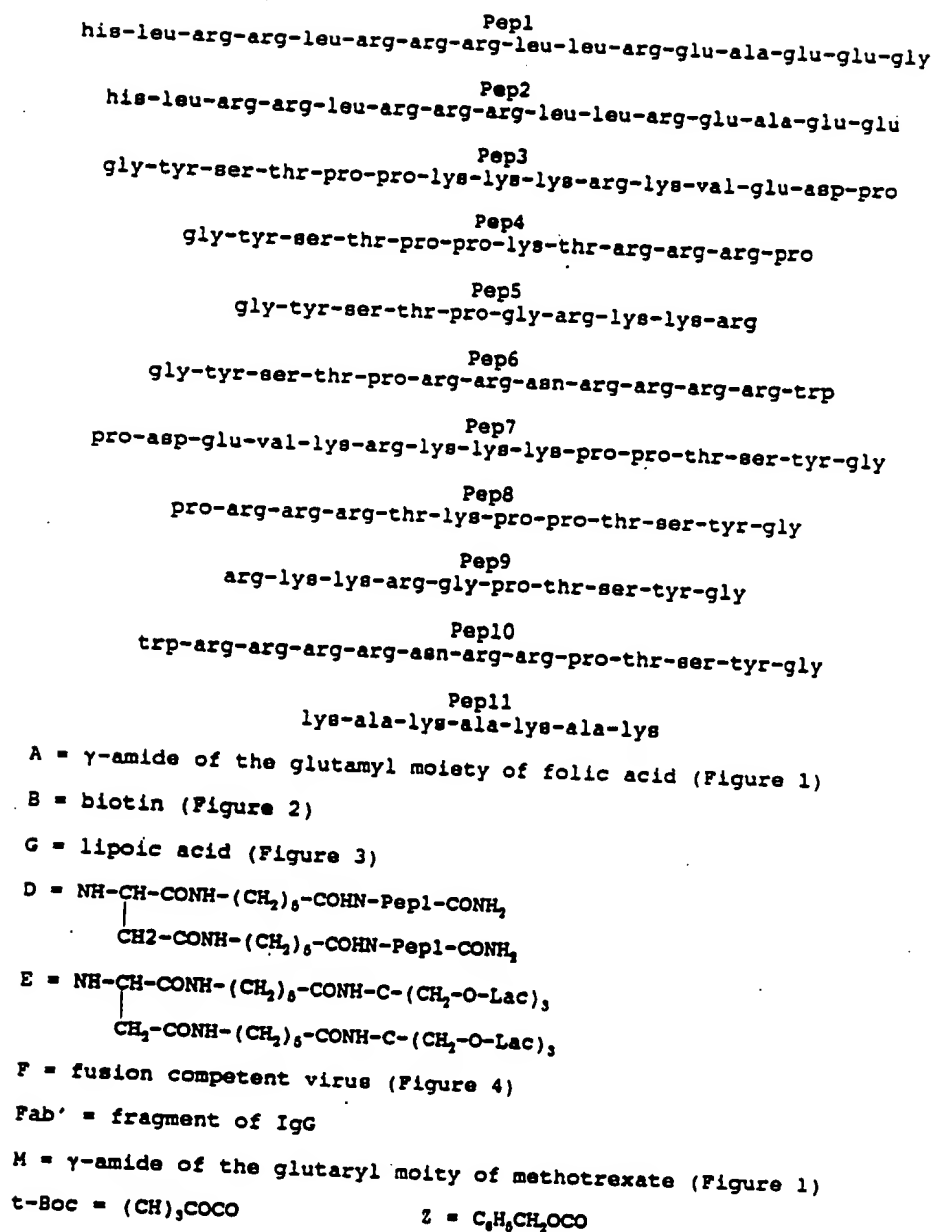 Pep1
his-leu-arg-arg-leu-arg-arg-arg-leu-leu-arg-glu-ala-glu-glu-gly
Pep2
his-leu-arg-arg-leu-arg-arg-arg-leu-leu-arg-glu-ala-glu-glu
Pep3
gly-tyr-ser-thr-pro-pro-lys-lys-lys-arg-lys-val-glu-asp-pro
Pep4
gly-tyr-ser-thr-pro-pro-lys-thr-arg-arg-arg-pro
Pep5
gly-tyr-ser-thr-pro-gly-arg-lys-lys-arg
Pep6
gly-tyr-ser-thr-pro-arg-arg-asn-arg-arg-arg-arg-trp
Pep7
pro-asp-glu-val-lys-arg-lys-lys-lys-pro-pro-thr-ser-tyr-gly
Pep8
pro-arg-arg-arg-thr-lys-pro-pro-thr-ser-tyr-gly
Pep9
arg-lys-lys-arg-gly-pro-thr-ser-tyr-gly
Pep10
trp-arg-arg-arg-arg-asn-arg-arg-pro-thr-ser-tyr-gly
Pep11
lys-ala-lys-ala-lys-ala-lys
A = γ-amide of the glutamyl moiety of folic acid (Figure 1)
B = biotin (Figure 2)
G = lipoic acid (Figure 3)
D = NH-CH-CONH-(CH₂)₅-COHN-Pep1-CONH₂
CH2-CONH-(CH₂)₅-COHN-Pep1-CONH₂
E = NH-CH-CONH-(CH₂)₅-CONH-C-(CH₂-O-Lac)₃
CH₂-CONH-(CH₂)₅-CONH-C-(CH₂-O-Lac)₃
F = fusion competent virus (Figure 4)
Fab' = fragment of IgG
M = γ-amide of the glutaryl moity of methotrexate (Figure 1)
t-Boc = (CH)₃COCO Z = C₆H₅CH₂OCO